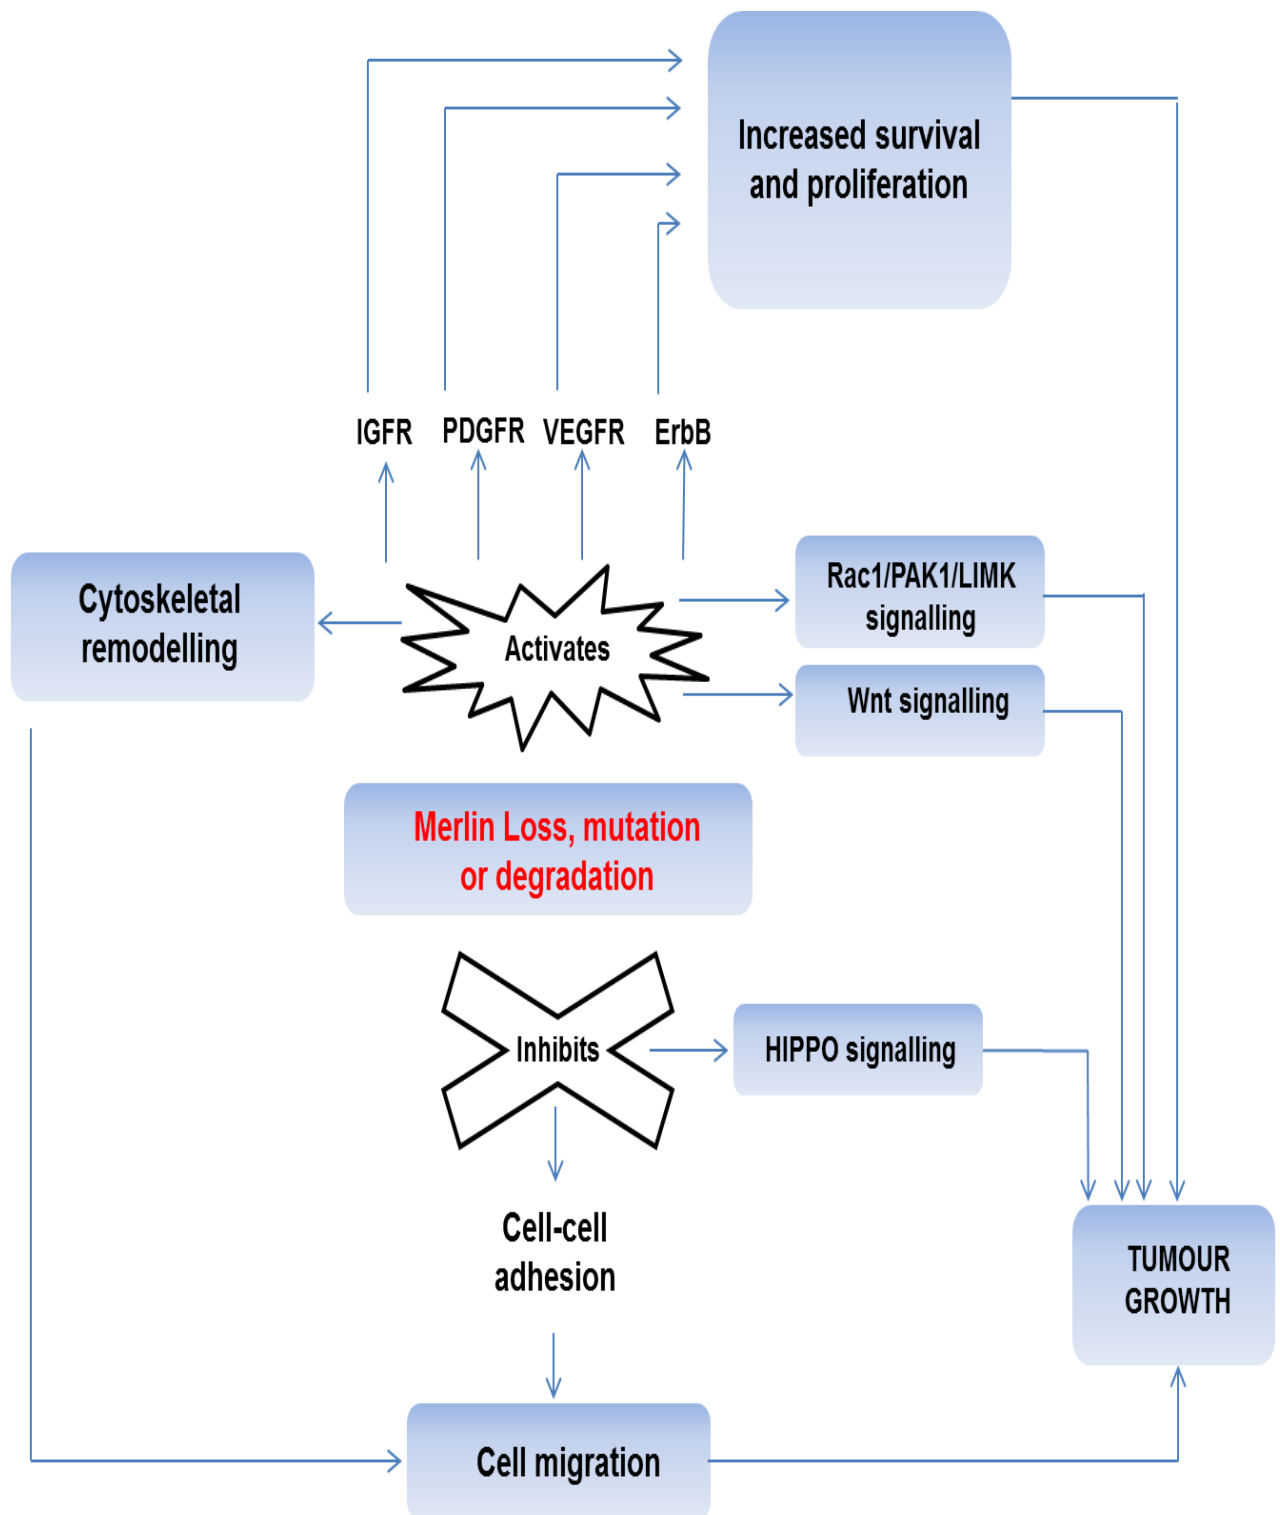 Increased survival
and proliferation
IGFR
PDGFR
VEGFR
ErbB
Cytoskeletal
remodelling
Activates
Rac1/PAK1/LIMK
signalling
Wnt signalling
Merlin Loss, mutation
or degradation
Inhibits
HIPPO signalling
Cell-cell
adhesion
TUMOUR
GROWTH
Cell migration